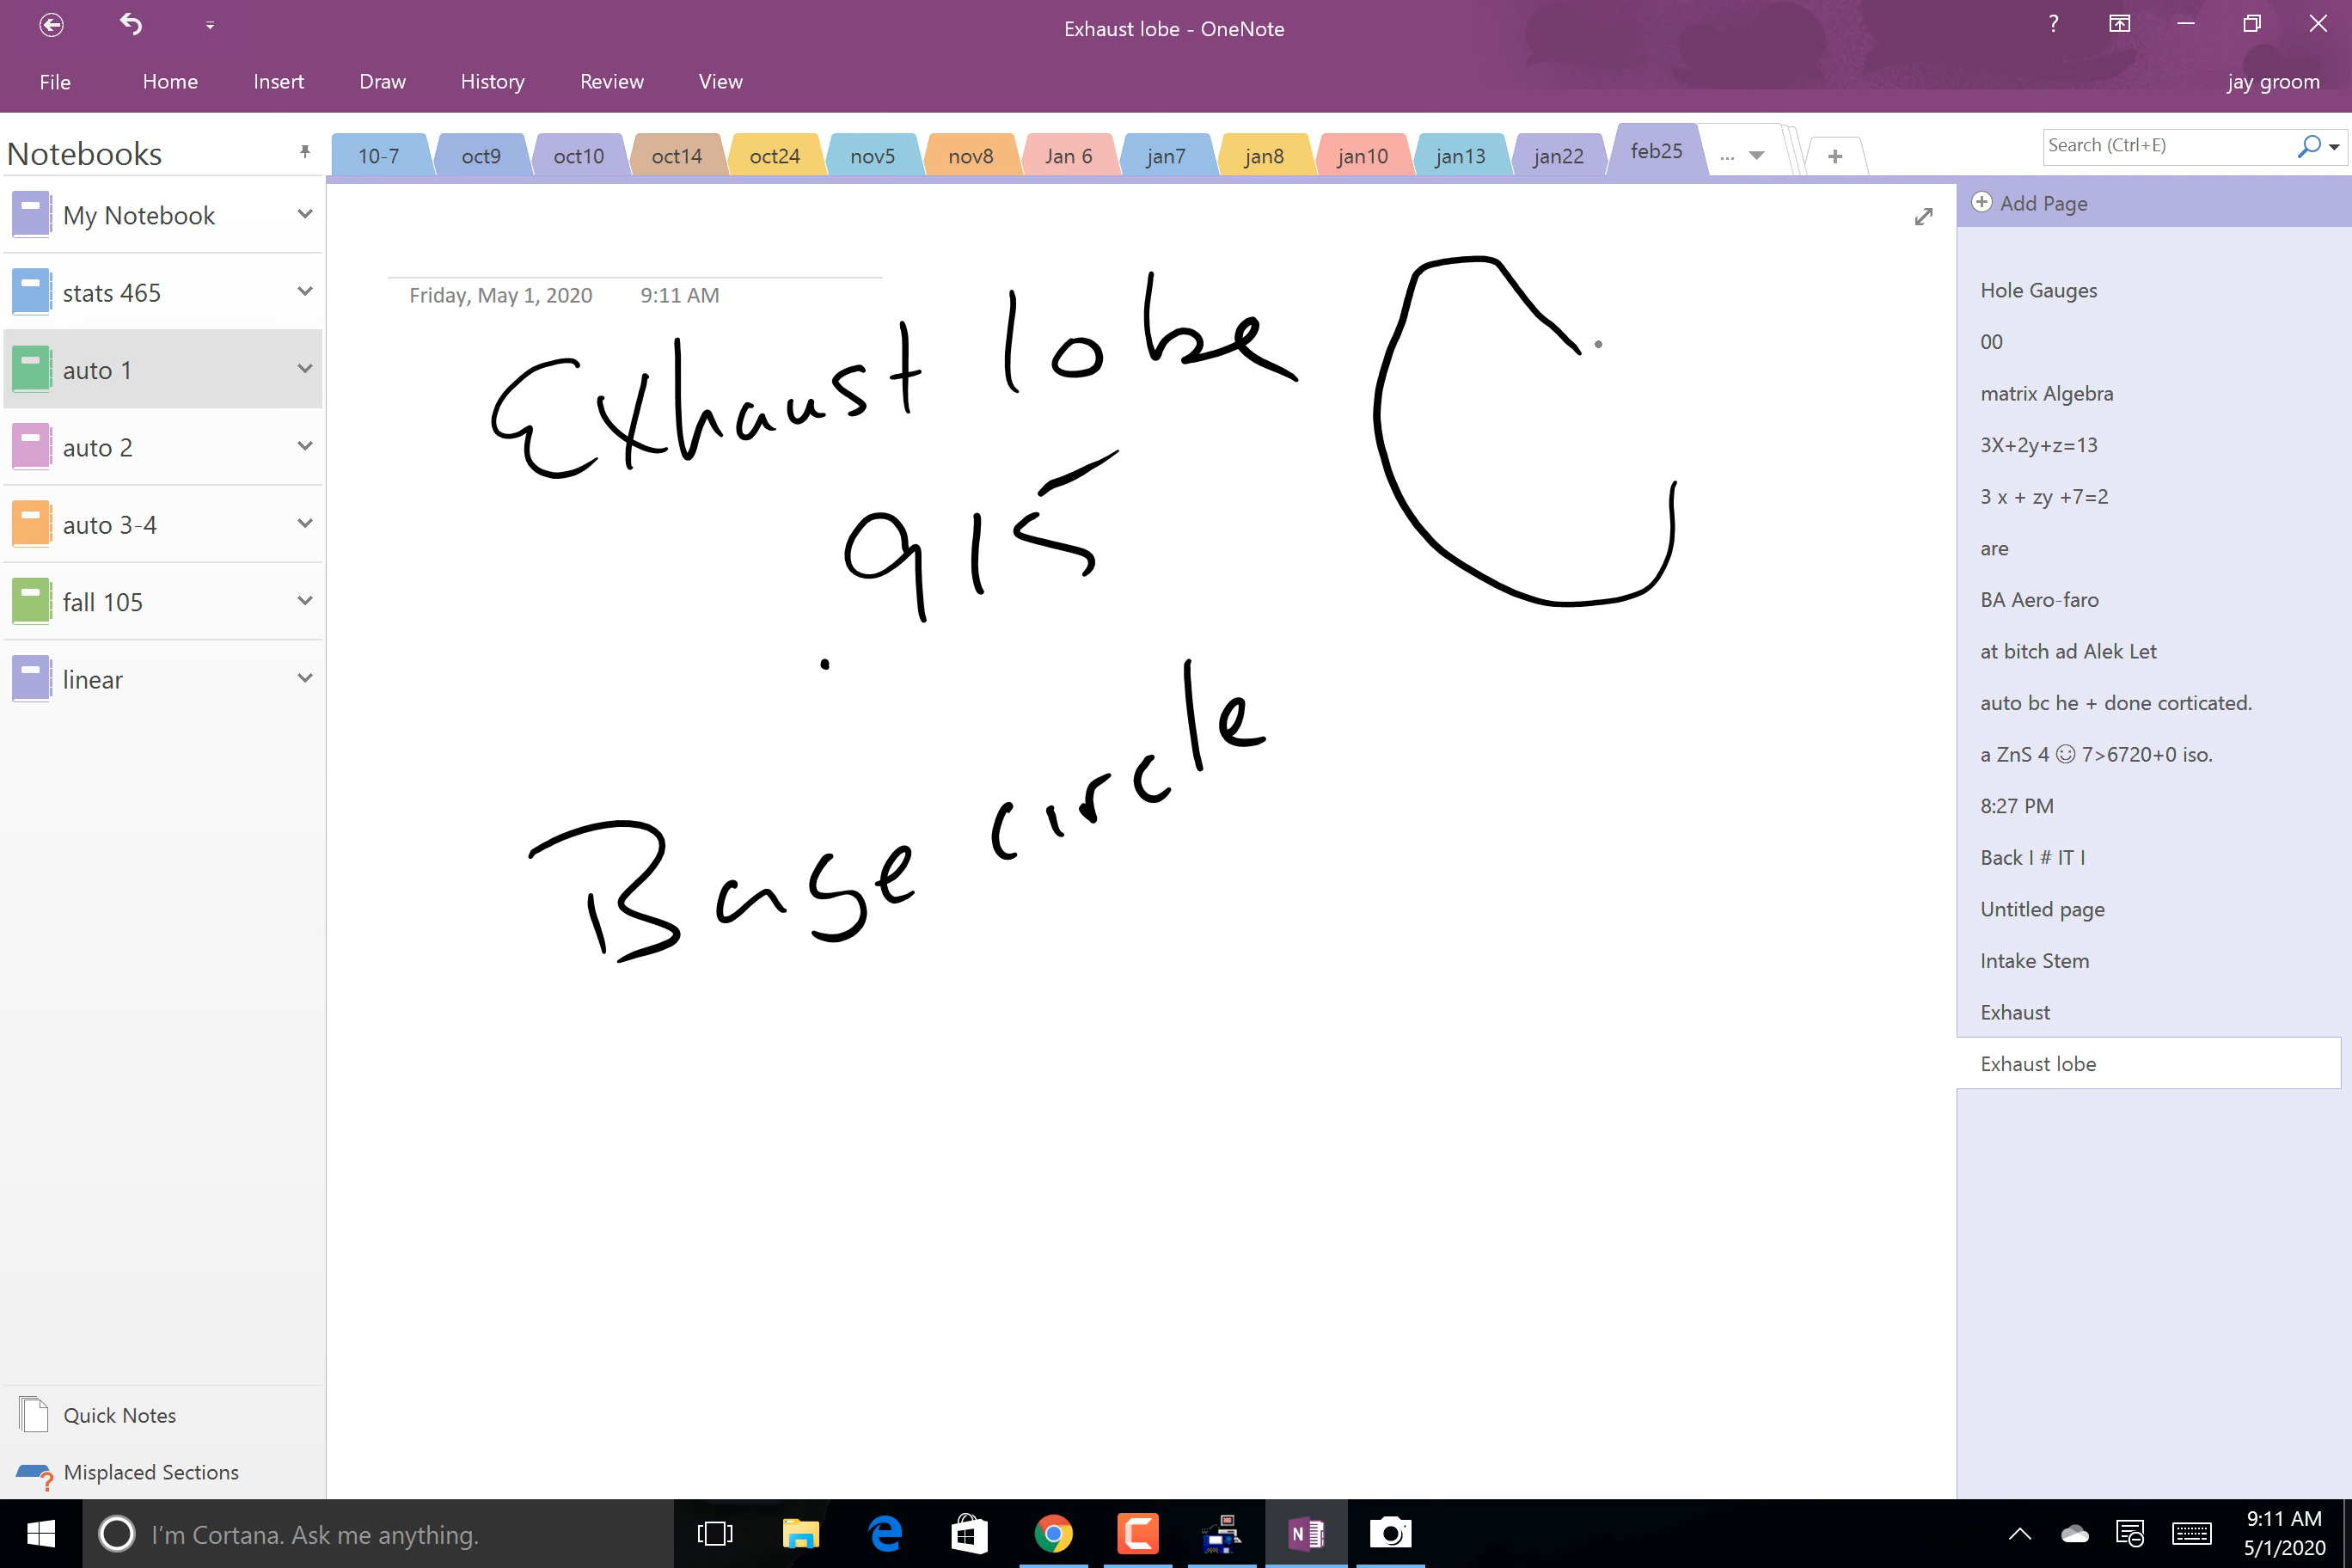 Exhaust lobe - OneNote
?
File Home Insert Draw History Review View
jay groom
Notebooks
10-7 oct9 oct10 oct14 oct24 nov5 nov8 Jan 6 jan7 jan8 jan10 jan13 jan22 feb25 ... +
Search (Ctrl+E)
My Notebook
stats 465
auto 1
auto 2
auto 3-4
fall 105
linear
Quick Notes
Misplaced Sections
Friday, May 1, 2020 9:11 AM
Exhaust lobe
.915
Base circle
Add Page
Hole Gauges
00
matrix Algebra
3X+2y+z=13
3 x + zy +7=2
are
BA Aero-faro
at bitch ad Alek Let
auto bc he + done corticated.
a ZnS 4 ☺ 7>6720+0 iso.
8:27 PM
Back I # IT I
Untitled page
Intake Stem
Exhaust
Exhaust lobe
I'm Cortana. Ask me anything.
9:11 AM
5/1/2020